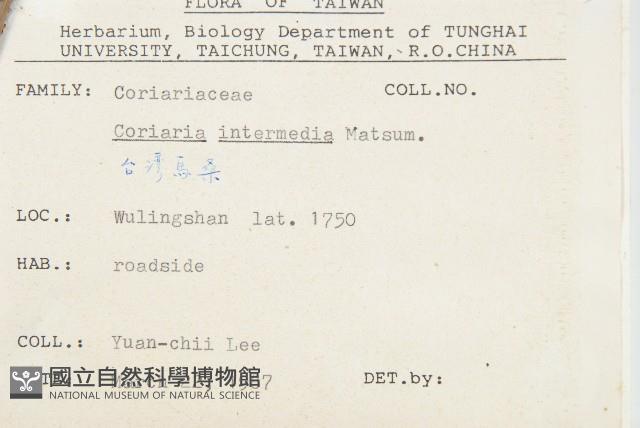 FLORA OF TAIWAN
Herbarium, Biology Department of TUNGHAI
UNIVERSITY, TAICHUNG, TAIWAN, R.O.CHINA
FAMILY: Coriariaceae COLL.NO.
Coriaria intermedia Matsum.
台灣馬桑
LOC.: Wulingshan lat. 1750
HAB.: roadside
COLL.: Yuan-chii Lee
DET.by:
國立自然科學博物館
NATIONAL MUSEUM OF NATURAL SCIENCE